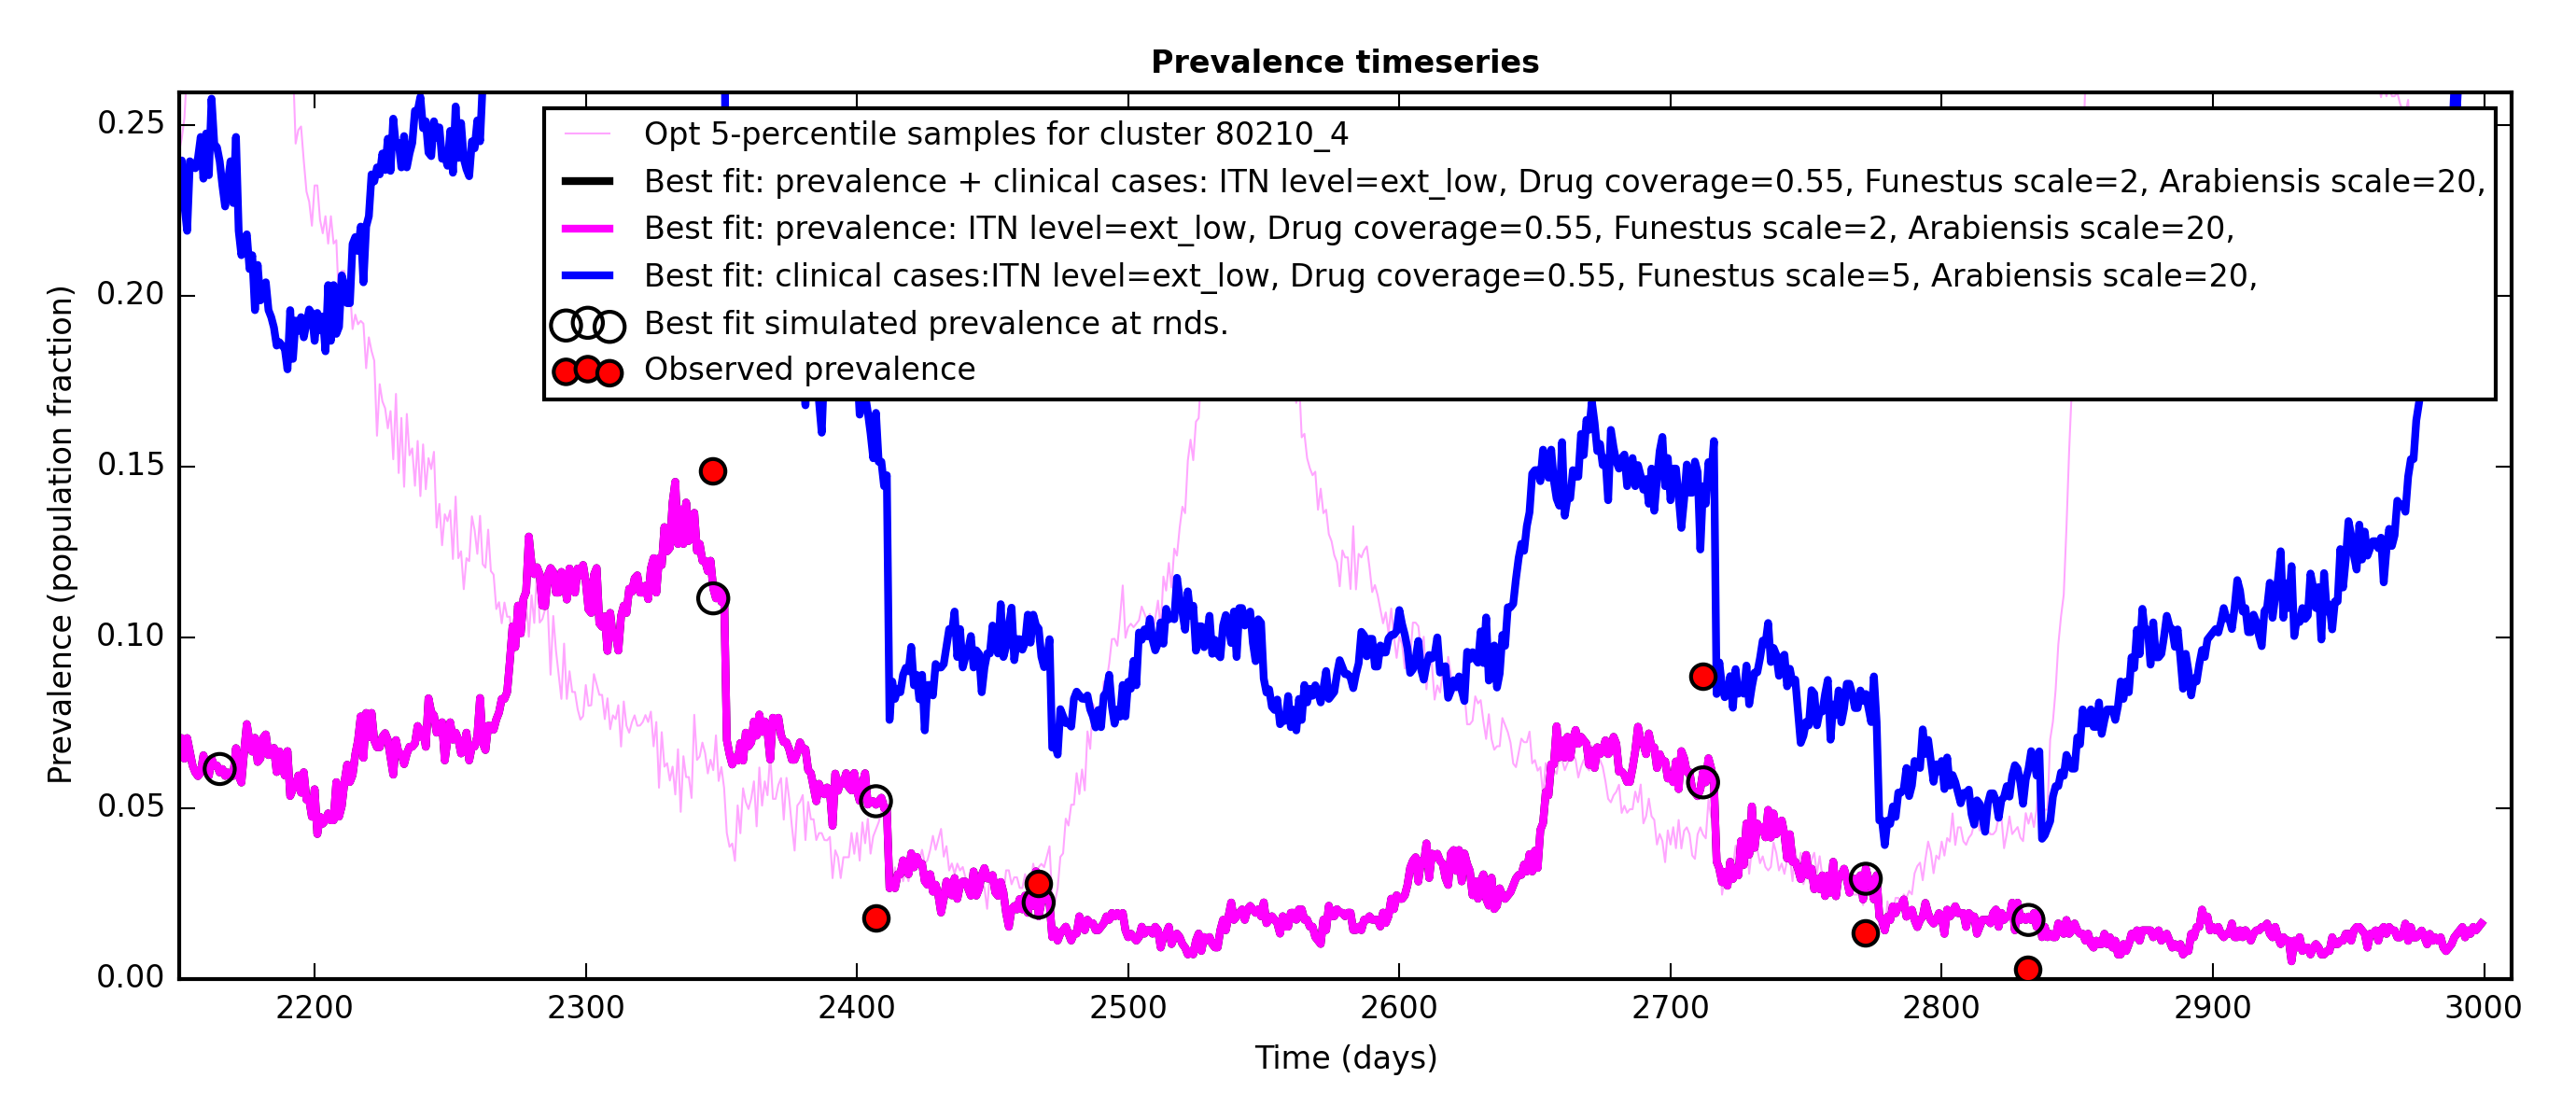 Prevalence timeseries
0.25
0.20
0.15
0.10
0.05
0.00
Prevalence (population fraction)
Opt 5-percentile samples for cluster 80210_4
Best fit: prevalence + clinical cases: ITN level=ext_low, Drug coverage=0.55, Funestus scale=2, Arabiensis scale=20,
Best fit: prevalence: ITN level=ext_low, Drug coverage=0.55, Funestus scale=2, Arabiensis scale=20,
Best fit: clinical cases:ITN level=ext_low, Drug coverage=0.55, Funestus scale=5, Arabiensis scale=20,
Best fit simulated prevalence at rnds.
Observed prevalence
2200 2300 2400 2500 2600 2700 2800 2900 3000
Time (days)